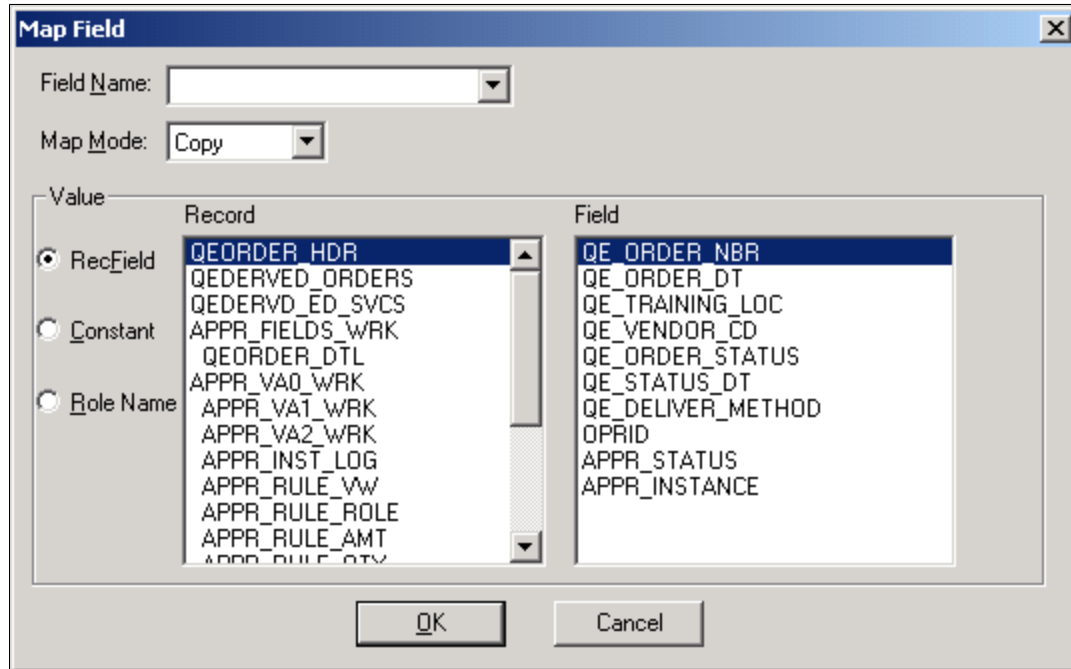 Map Field
Field Name:
Map Mode: Copy
Value
Record
Field
RecField
Constant
Role Name
QEORDER_HDR
QEDERVED_ORDERS
QEDERVD_ED_SVCS
APPR_FIELDS_WRK
QEORDER_DTL
APPR_VA0_WRK
APPR_VA1_WRK
APPR_VA2_WRK
APPR_INST_LOG
APPR_RULE_VW
APPR_RULE_ROLE
APPR_RULE_AMT
APPR_RULE_QTY
QE_ORDER_NBR
QE_ORDER_DT
QE_TRAINING_LOC
QE_VENDOR_CD
QE_ORDER_STATUS
QE_STATUS_DT
QE_DELIVER_METHOD
OPRID
APPR_STATUS
APPR_INSTANCE
OK
Cancel